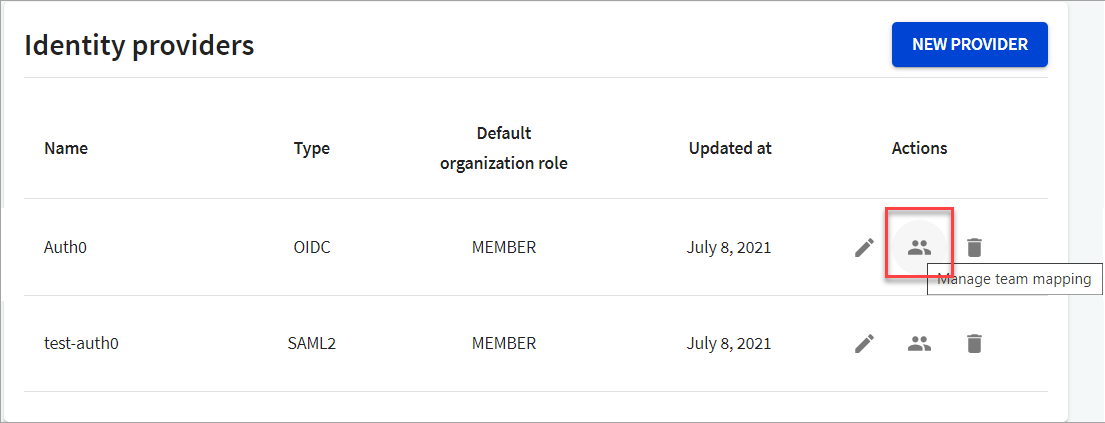 Identity providers
NEW PROVIDER
Name Type Default organization role Updated at Actions
Auth0 OIDC MEMBER July 8, 2021
Manage team mapping
test-auth0 SAML2 MEMBER July 8, 2021